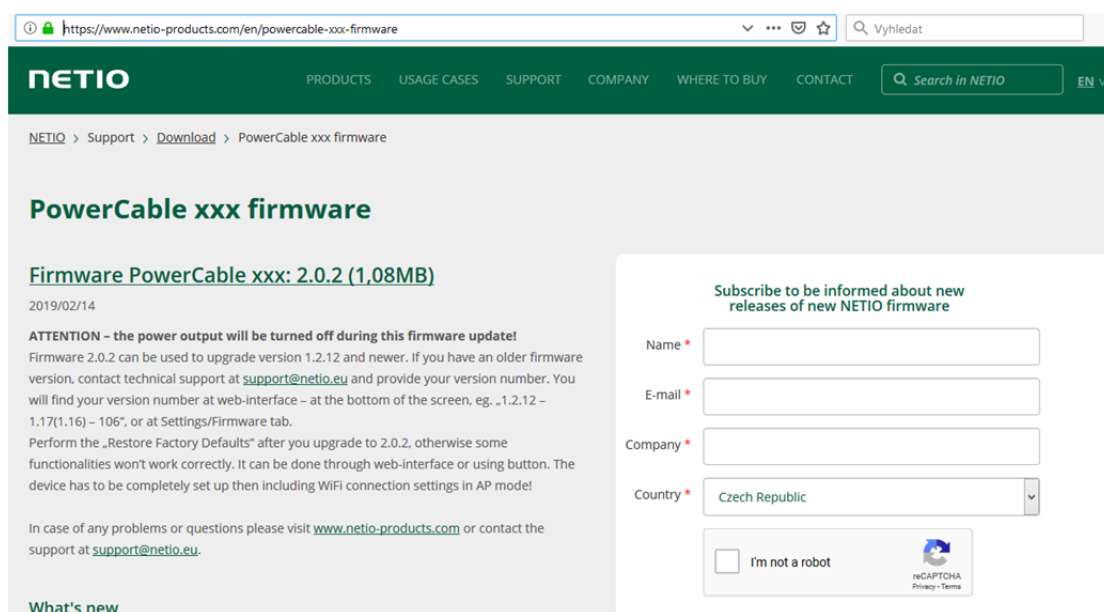 https://www.netio-products.com/en/powercable-xxx-firmware
Vyhledat
NETIO
PRODUCTS
USAGE CASES
SUPPORT
COMPANY
WHERE TO BUY
CONTACT
Search in NETIO
EN
NETIO > Support > Download > PowerCable xxx firmware
PowerCable xxx firmware
Firmware PowerCable xxx: 2.0.2 (1,08MB)
2019/02/14
ATTENTION – the power output will be turned off during this firmware update!
Firmware 2.0.2 can be used to upgrade version 1.2.12 and newer. If you have an older firmware
version, contact technical support at support@netio.eu and provide your version number. You
will find your version number at web-interface – at the bottom of the screen, eg. „1.2.12 –
1.17(1.16) – 106“, or at Settings/Firmware tab.
Perform the „Restore Factory Defaults“ after you upgrade to 2.0.2, otherwise some
functionalities won't work correctly. It can be done through web-interface or using button. The
device has to be completely set up then including WiFi connection settings in AP mode!
In case of any problems or questions please visit www.netio-products.com or contact the
support at support@netio.eu.
What's new
Subscribe to be informed about new
releases of new NETIO firmware
Name *
E-mail *
Company *
Country *
Czech Republic
I'm not a robot
reCAPTCHA
Privacy - Terms